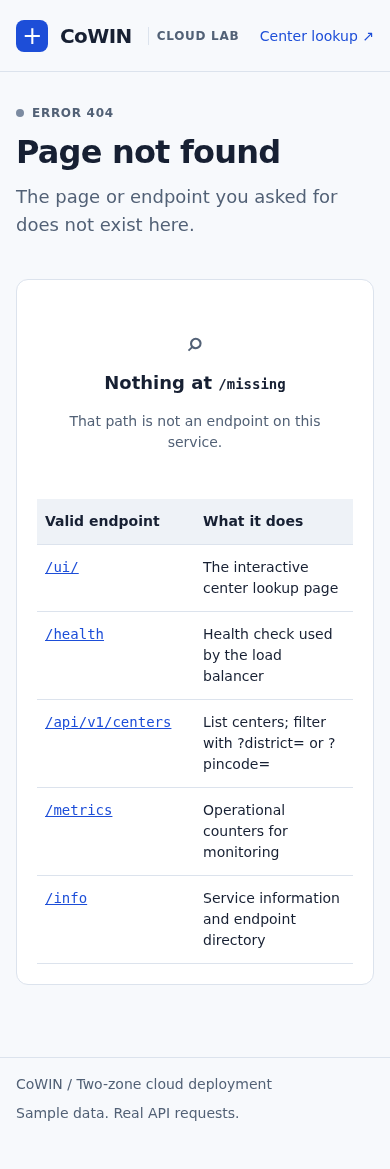 CoWIN CLOUD LAB Center lookup ↗
ERROR 404
Page not found
The page or endpoint you asked for
does not exist here.
Nothing at /missing
That path is not an endpoint on this
service.
Valid endpoint What it does
/ui/ The interactive
center lookup page
/health Health check used
by the load
balancer
/api/v1/centers List centers; filter
with ?district= or ?
pincode=
/metrics Operational
counters for
monitoring
/info Service information
and endpoint
directory
CoWIN / Two-zone cloud deployment
Sample data. Real API requests.